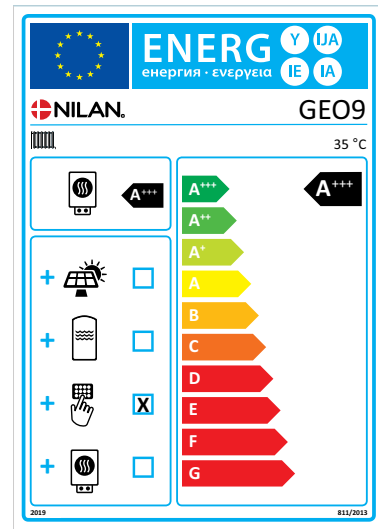 ENERG
енергия · ενεργεια
Y IJA
IE IA
NILAN®
GEO9
35 °C
A+++
A+++
A+++
A++
A+
A
B
C
D
E
F
G
X
2019
811/2013